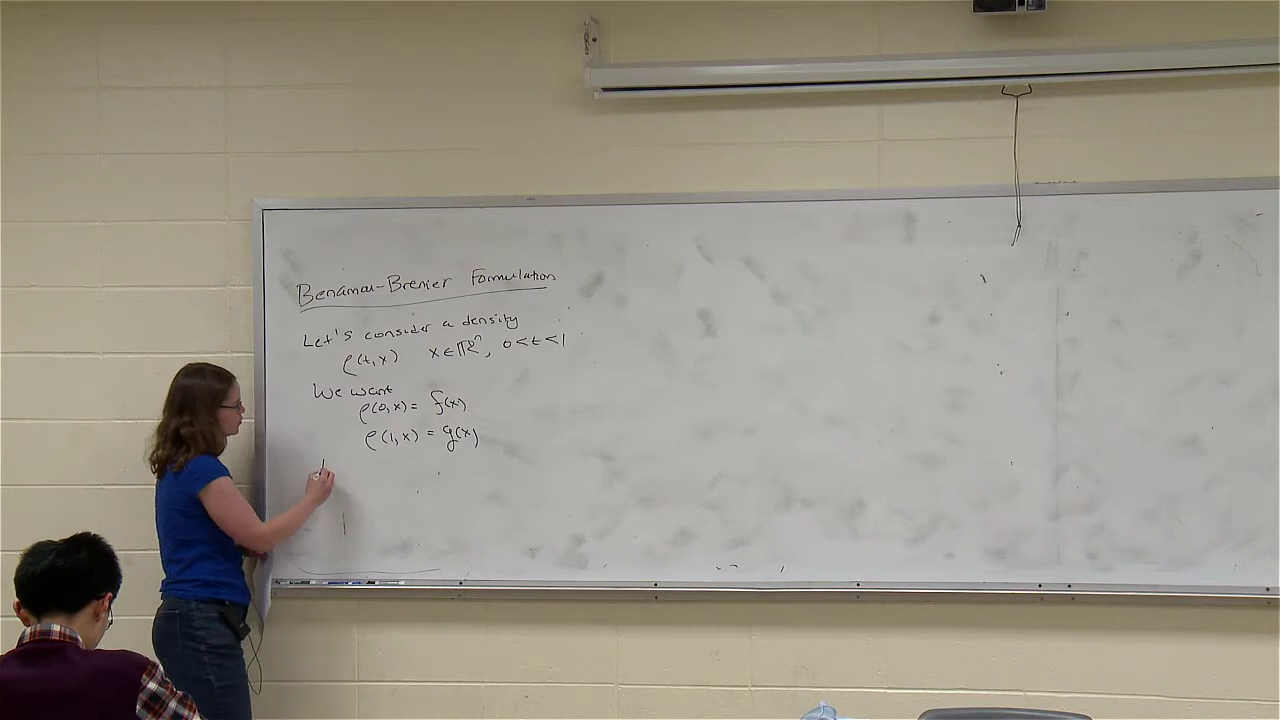 Benamou-Brenier Formulation
Let's consider a density
ρ(t,x) x∈ℝⁿ, 0<t<1
We want
ρ(0,x) = f(x)
ρ(1,x) = g(x)